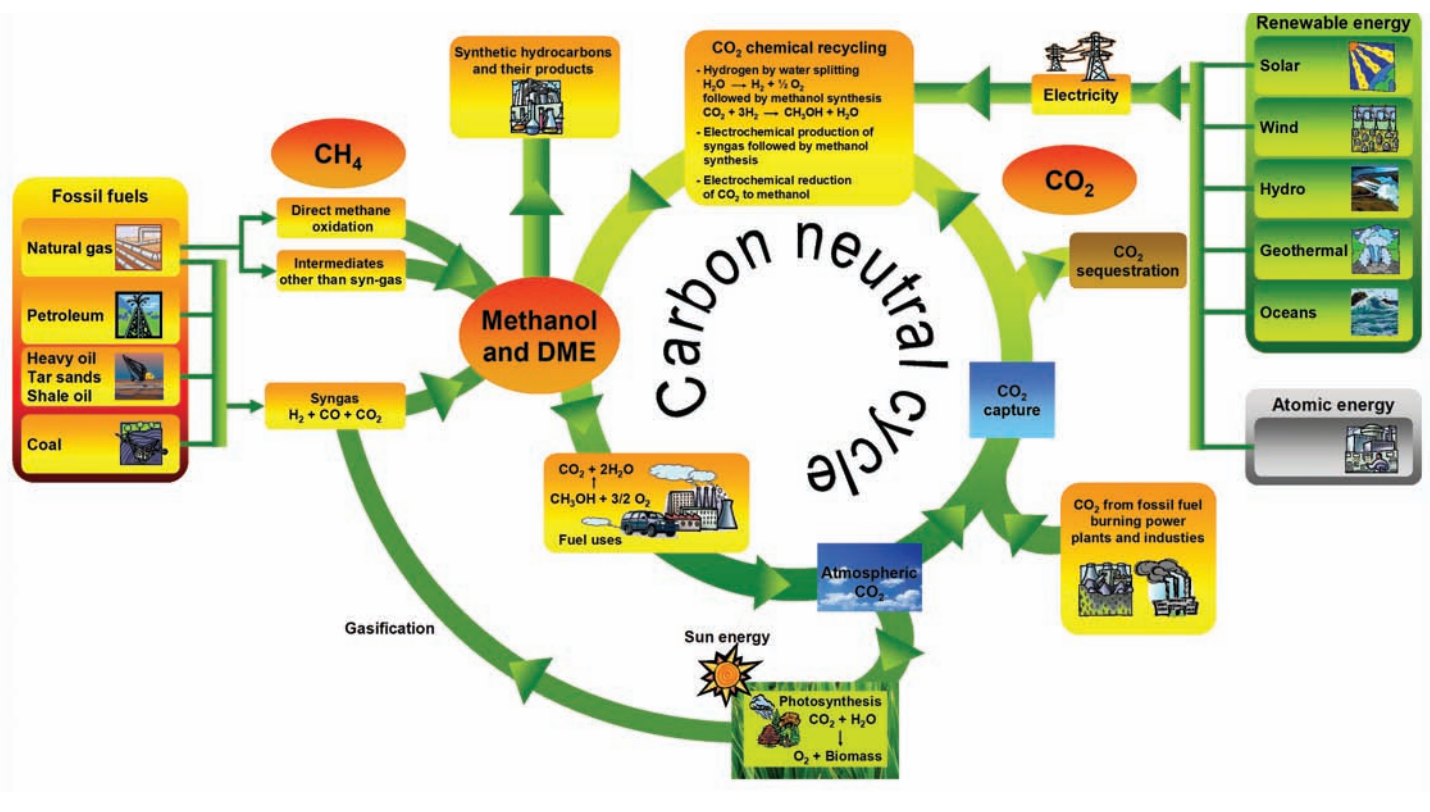 Synthetic hydrocarbons
and their products
CO₂ chemical recycling
- Hydrogen by water splitting
H₂O → H₂ + ½ O₂
followed by methanol synthesis
CO₂ + 3H₂ → CH₃OH + H₂O
- Electrochemical production of
syngas followed by methanol
synthesis
- Electrochemical reduction
of CO₂ to methanol
Electricity
Renewable energy
Solar
Wind
Hydro
Geothermal
Oceans
Atomic energy
CH₄
CO₂
Fossil fuels
Natural gas
Petroleum
Heavy oil
Tar sands
Shale oil
Coal
Direct methane
oxidation
Intermediates
other than syn-gas
Syngas
H₂ + CO + CO₂
Methanol
and DME
Carbon neutral cycle
CO₂
sequestration
CO₂
capture
CO₂ + 2H₂O
↑
CH₃OH + 3/2 O₂
Fuel uses
Atmospheric
CO₂
CO₂ from fossil fuel
burning power
plants and industies
Gasification
Sun energy
Photosynthesis
CO₂ + H₂O
↓
O₂ + Biomass